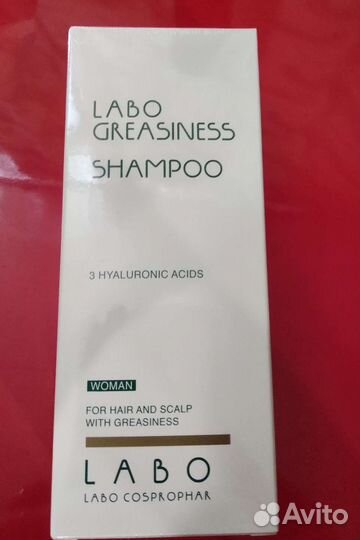 LABO
GREASINESS
SHAMPOO
3 HYALURONIC ACIDS
WOMAN
FOR HAIR AND SCALP
WITH GREASINESS
LABO
LABO COSPROPHAR
Avito